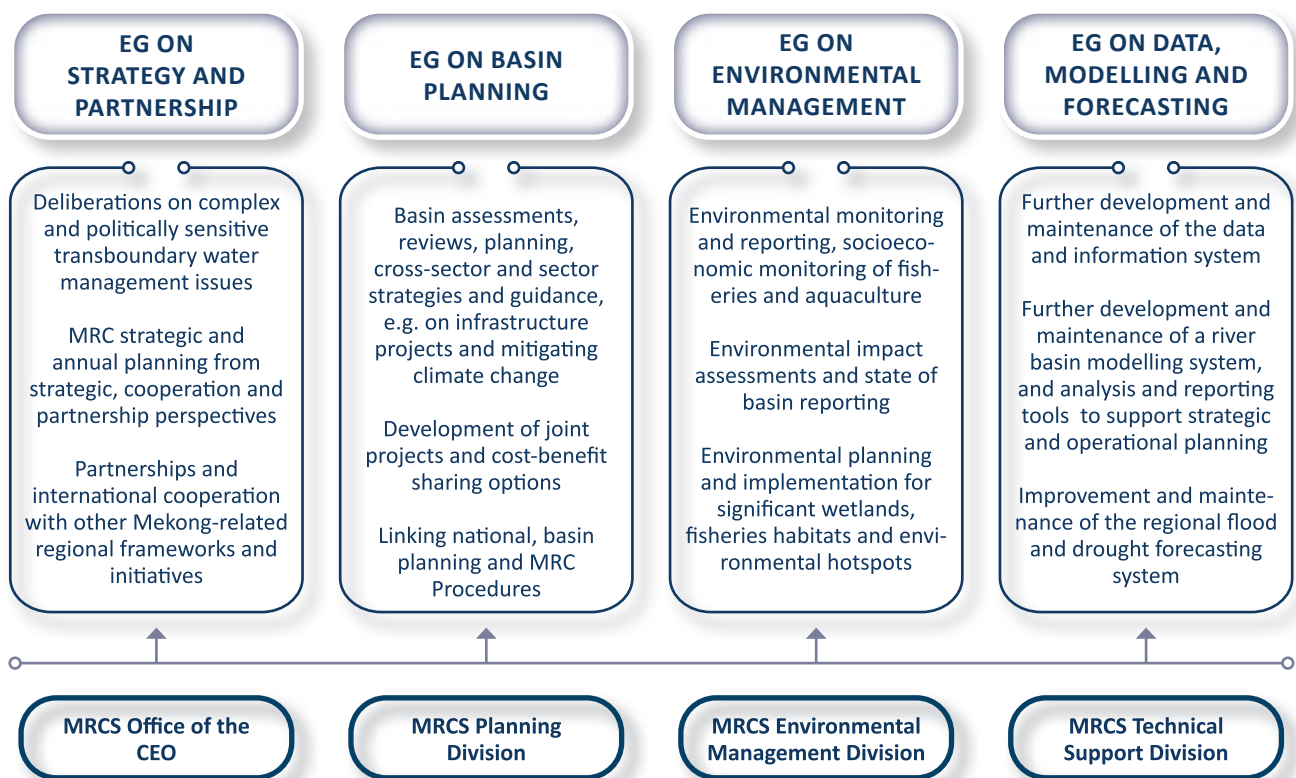 EG ON
STRATEGY AND
PARTNERSHIP
EG ON BASIN
PLANNING
EG ON
ENVIRONMENTAL
MANAGEMENT
EG ON DATA,
MODELLING AND
FORECASTING
Deliberations on complex
and politically sensitive
transboundary water
management issues
MRC strategic and
annual planning from
strategic, cooperation and
partnership perspectives
Partnerships and
international cooperation
with other Mekong-related
regional frameworks and
initiatives
Basin assessments,
reviews, planning,
cross-sector and sector
strategies and guidance,
e.g. on infrastructure
projects and mitigating
climate change
Development of joint
projects and cost-benefit
sharing options
Linking national, basin
planning and MRC
Procedures
Environmental monitoring
and reporting, socioeco-
nomic monitoring of fish-
eries and aquaculture
Environmental impact
assessments and state of
basin reporting
Environmental planning
and implementation for
significant wetlands,
fisheries habitats and envi-
ronmental hotspots
Further development and
maintenance of the data
and information system
Further development and
maintenance of a river
basin modelling system,
and analysis and reporting
tools  to support strategic
and operational planning
Improvement and mainte-
nance of the regional flood
and drought forecasting
system
MRCS Office of the
CEO
MRCS Planning
Division
MRCS Environmental
Management Division
MRCS Technical
Support Division